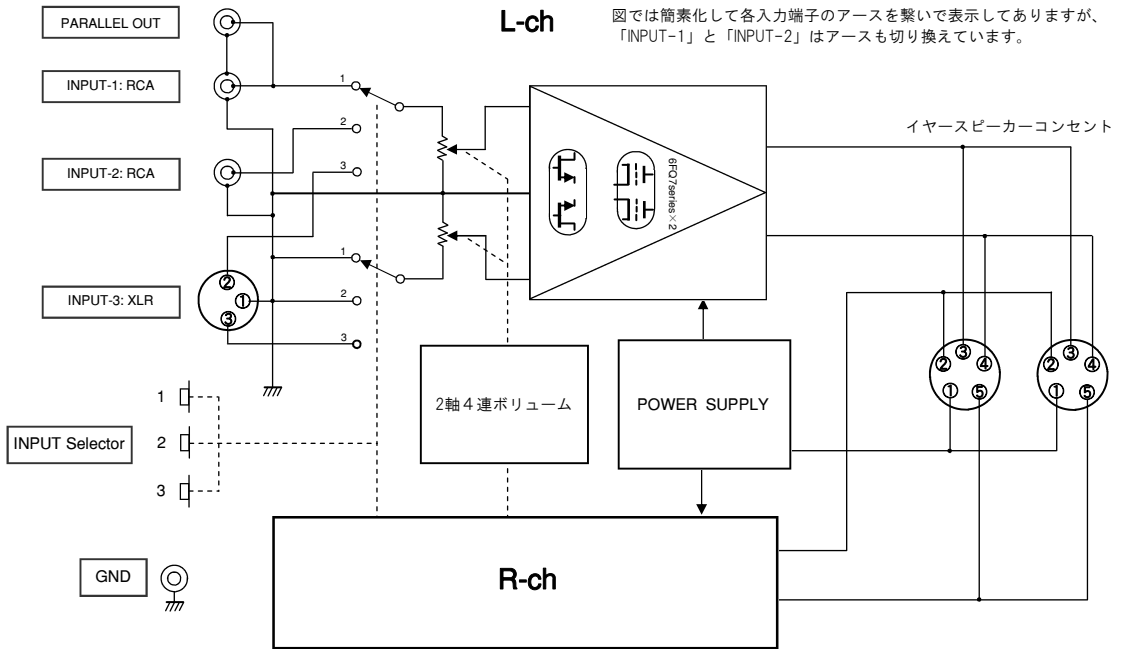 PARALLEL OUT
L-ch
図では簡素化して各入力端子のアースを繋いで表示してありますが、
「INPUT-1」と「INPUT-2」はアースも切り換えています。
INPUT-1: RCA
1
2
3
INPUT-2: RCA
6FQ7series×2
イヤースピーカーコンセント
INPUT-3: XLR
②
①
③
1
2
3
INPUT Selector
1
2
3
2軸4連ボリューム
POWER SUPPLY
②
③
④
①
⑤
②
③
④
①
⑤
R-ch
GND